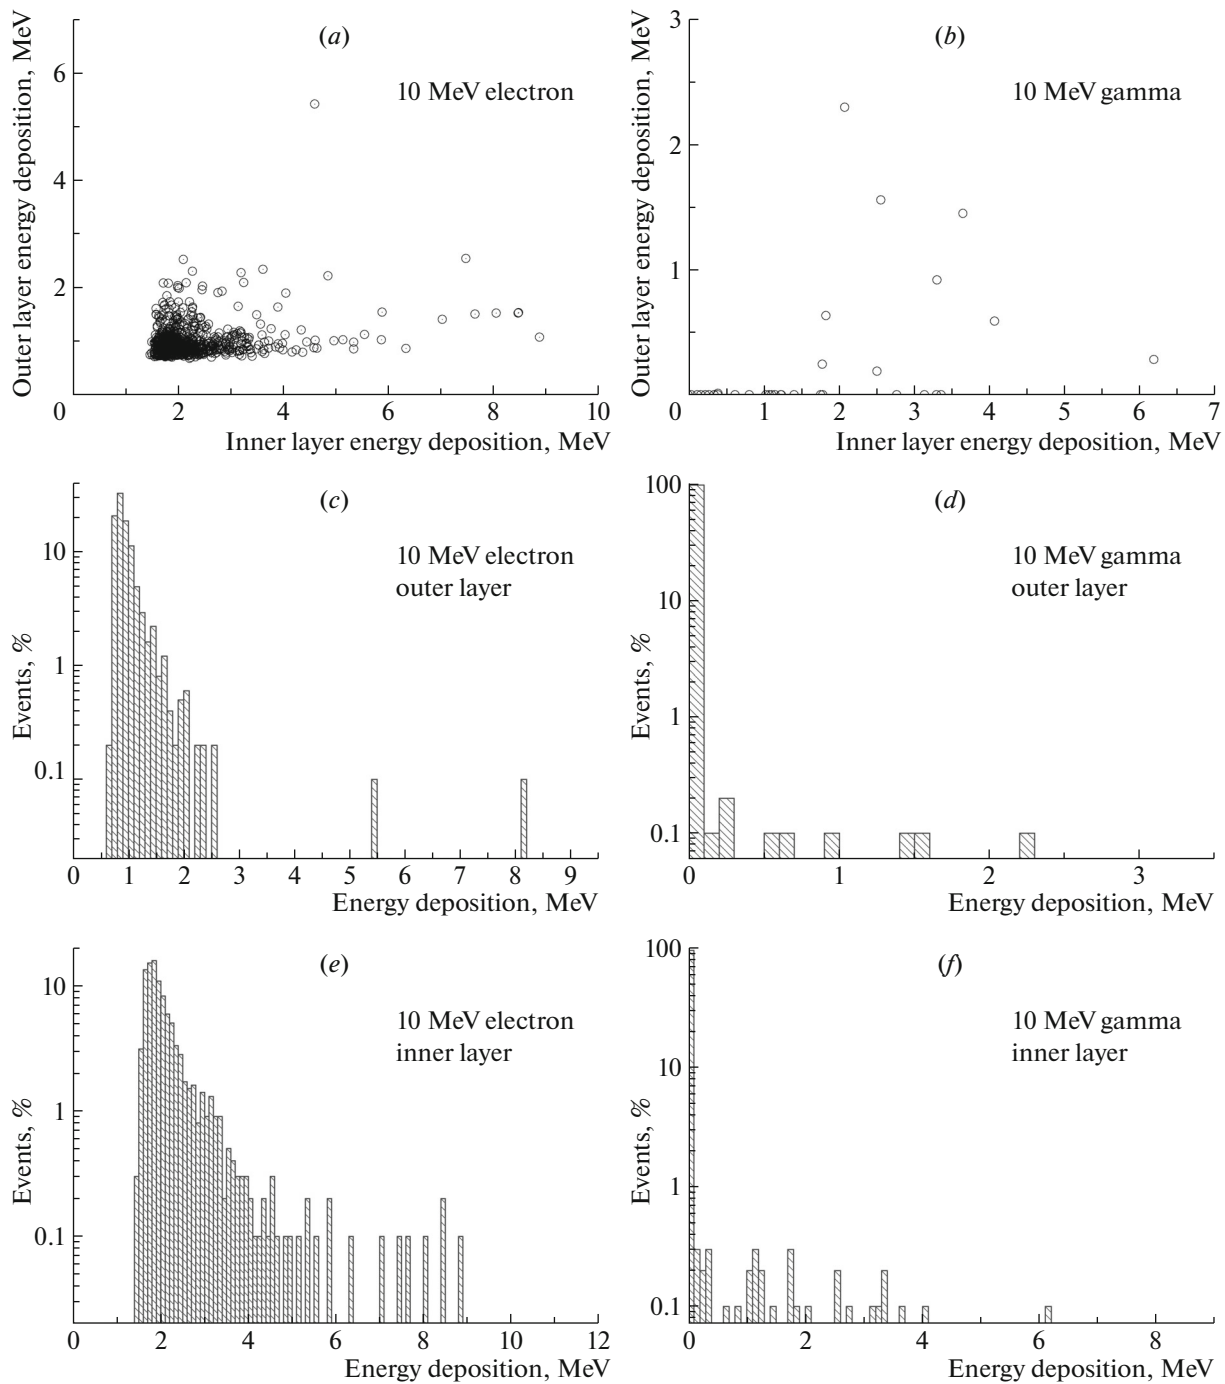 (a)
10 MeV electron
Outer layer energy deposition, MeV
6
4
2
0
2
4
6
8
10
Inner layer energy deposition, MeV
(b)
10 MeV gamma
Outer layer energy deposition, MeV
3
2
1
0
1
2
3
4
5
6
7
Inner layer energy deposition, MeV
(c)
10 MeV electron
outer layer
Events, %
10
1
0.1
0
1
2
3
4
5
6
7
8
9
Energy deposition, MeV
(d)
10 MeV gamma
outer layer
Events, %
100
10
1
0.1
0
1
2
3
Energy deposition, MeV
(e)
10 MeV electron
inner layer
Events, %
10
1
0.1
0
2
4
6
8
10
12
Energy deposition, MeV
(f)
10 MeV gamma
inner layer
Events, %
100
10
1
0.1
0
2
4
6
8
Energy deposition, MeV